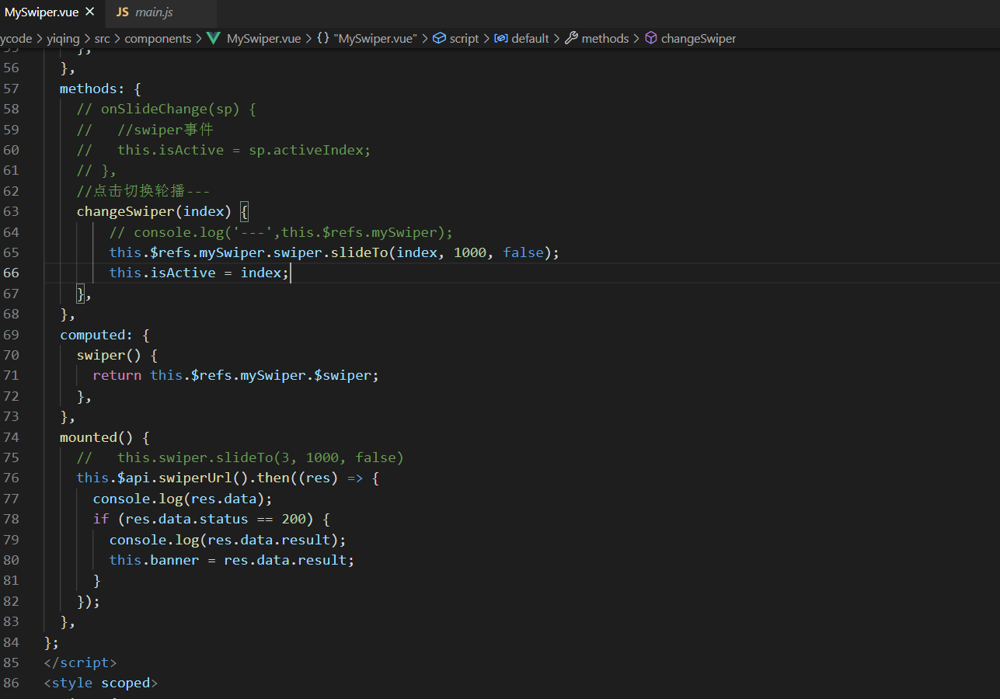 MySwiper.vue ×
JS main.js
ycode > yiqing > src > components > MySwiper.vue > {} "MySwiper.vue" > script > default > methods > changeSwiper
55 },
56 },
57 methods: {
58 // onSlideChange(sp) {
59 //   //swiper事件
60 //   this.isActive = sp.activeIndex;
61 // },
62 //点击切换轮播---
63 changeSwiper(index) {
64 // console.log('---',this.$refs.mySwiper);
65 this.$refs.mySwiper.swiper.slideTo(index, 1000, false);
66 this.isActive = index;
67 },
68 },
69 computed: {
70 swiper() {
71 return this.$refs.mySwiper.$swiper;
72 },
73 },
74 mounted() {
75 //   this.swiper.slideTo(3, 1000, false)
76 this.$api.swiperUrl().then((res) => {
77 console.log(res.data);
78 if (res.data.status == 200) {
79 console.log(res.data.result);
80 this.banner = res.data.result;
81 }
82 });
83 },
84 };
85 </script>
86 <style scoped>